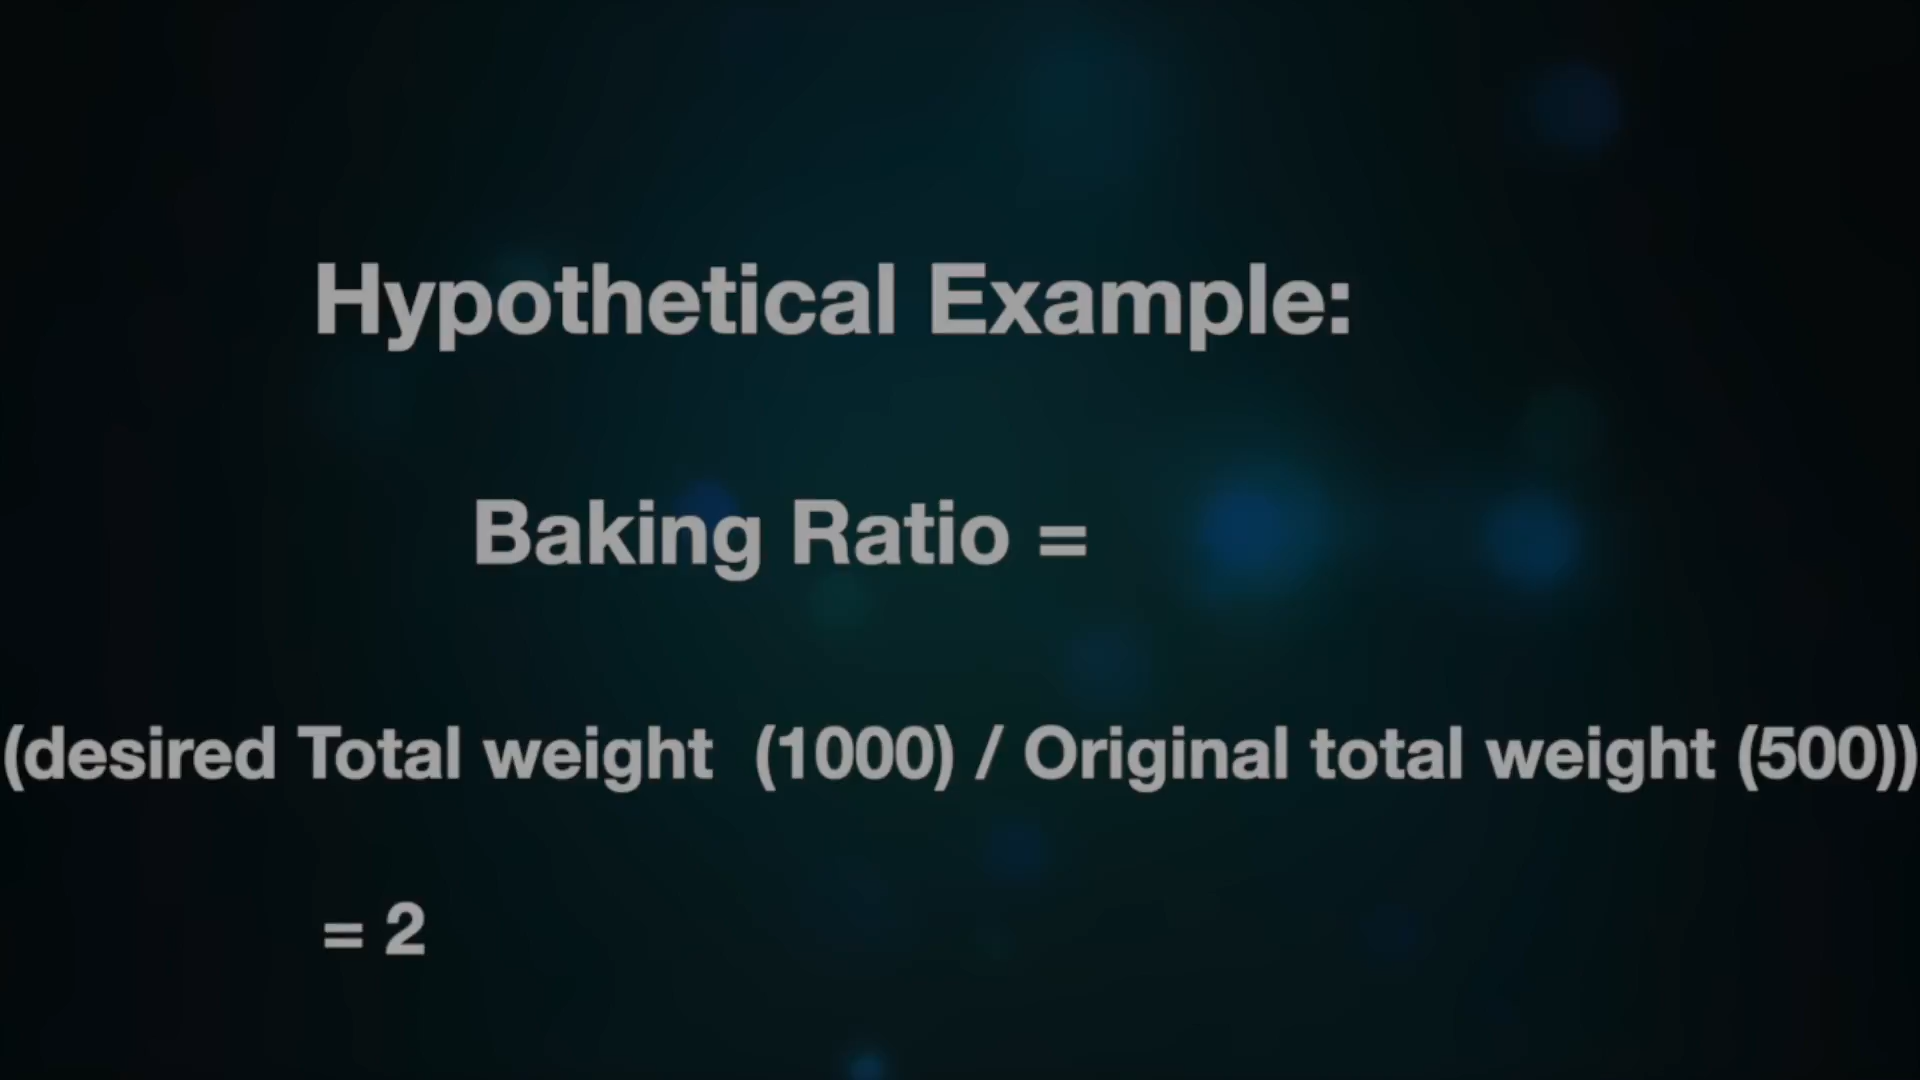 Hypothetical Example:
Baking Ratio =
(desired Total weight  (1000) / Original total weight (500))
= 2